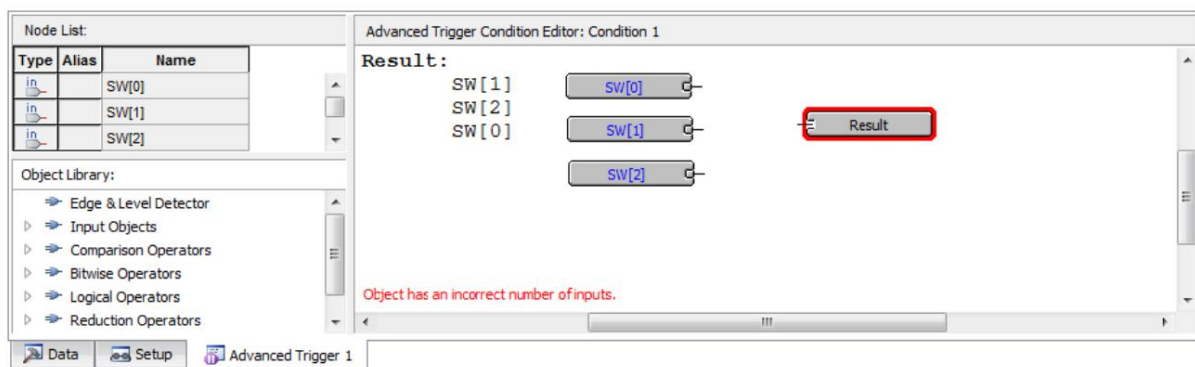 Node List:
Type Alias Name
in SW[0]
in SW[1]
in SW[2]
Object Library:
Edge & Level Detector
Input Objects
Comparison Operators
Bitwise Operators
Logical Operators
Reduction Operators
Advanced Trigger Condition Editor: Condition 1
Result:
SW[1]
SW[2]
SW[0]
SW[0]
SW[1]
SW[2]
Result
Object has an incorrect number of inputs.
Data Setup Advanced Trigger 1